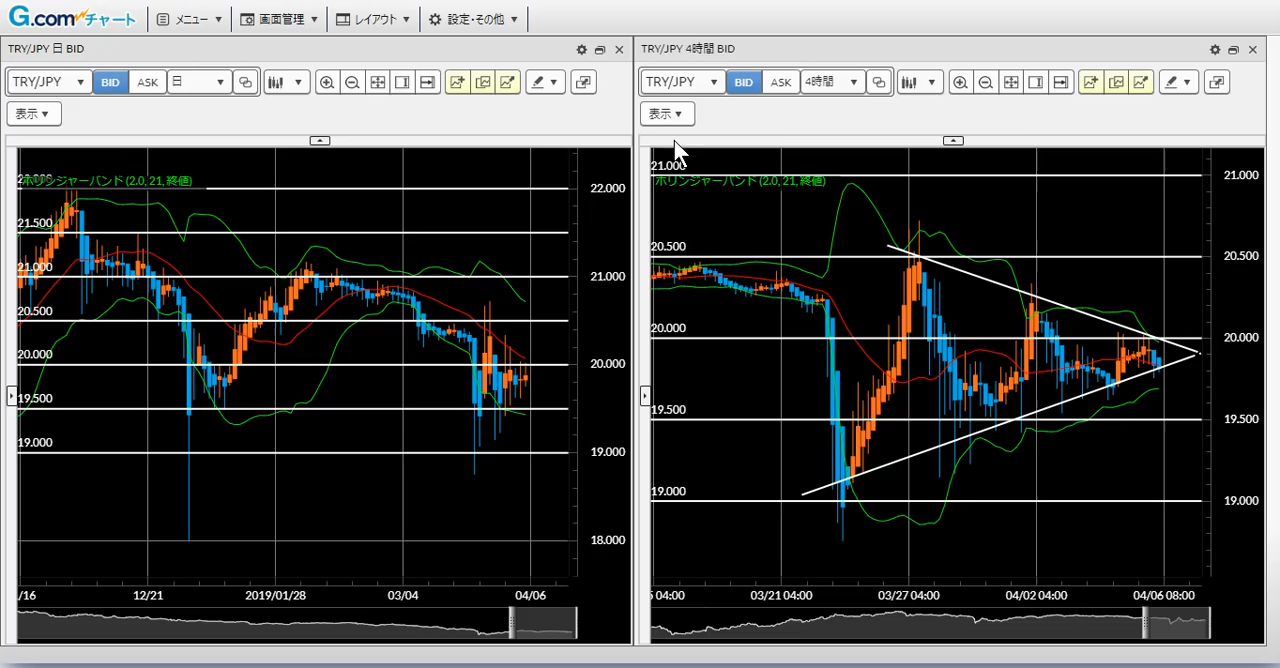 G.comチャート メニュー ▼ 画面管理 ▼ レイアウト ▼ 設定・その他 ▼
TRY/JPY 日 BID
TRY/JPY ▼ BID ASK 日 ▼
表示 ▼
ボリンジャーバンド (2.0, 21, 終値)
21.500
21.000
20.500
20.000
19.500
19.000
22.000
21.000
20.000
19.000
18.000
/16 12/21 2019/01/28 03/04 04/06
TRY/JPY 4時間 BID
TRY/JPY ▼ BID ASK 4時間 ▼
表示 ▼
21.000
ボリンジャーバンド (2.0, 21, 終値)
20.500
20.000
19.500
19.000
21.000
20.500
20.000
19.500
19.000
5 04:00 03/21 04:00 03/27 04:00 04/02 04:00 04/06 08:00